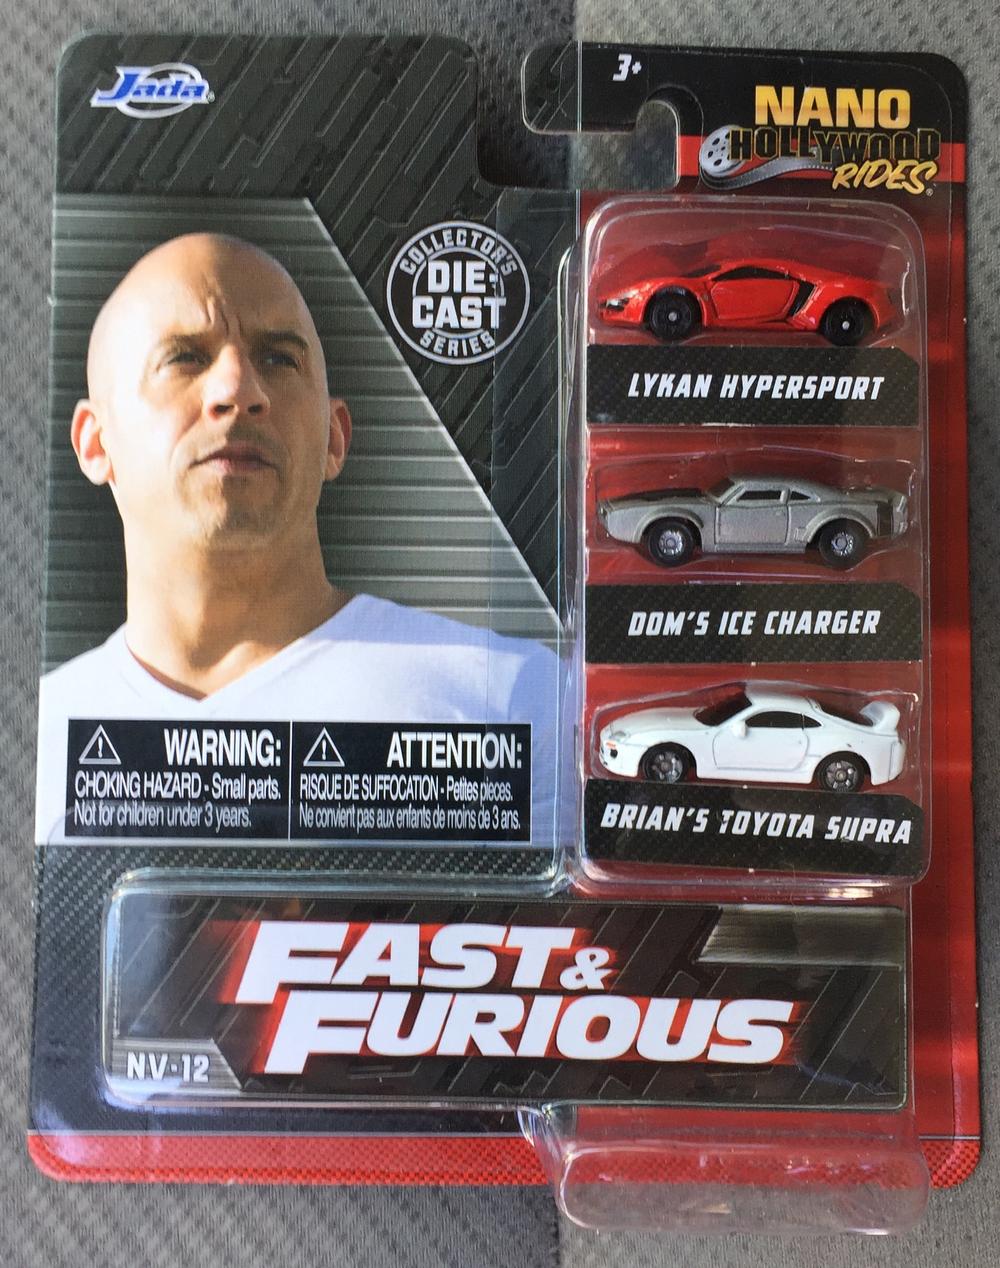 Jada
3+
NANO
HOLLYWOOD
RIDES
COLLECTOR'S
DIE-
CAST
SERIES
LYKAN HYPERSPORT
DOM'S ICE CHARGER
BRIAN'S TOYOTA SUPRA
WARNING:
CHOKING HAZARD - Small parts.
Not for children under 3 years.
ATTENTION:
RISQUE DE SUFFOCATION - Petites pièces.
Ne convient pas aux enfants de moins de 3 ans.
FAST &
FURIOUS
NV-12